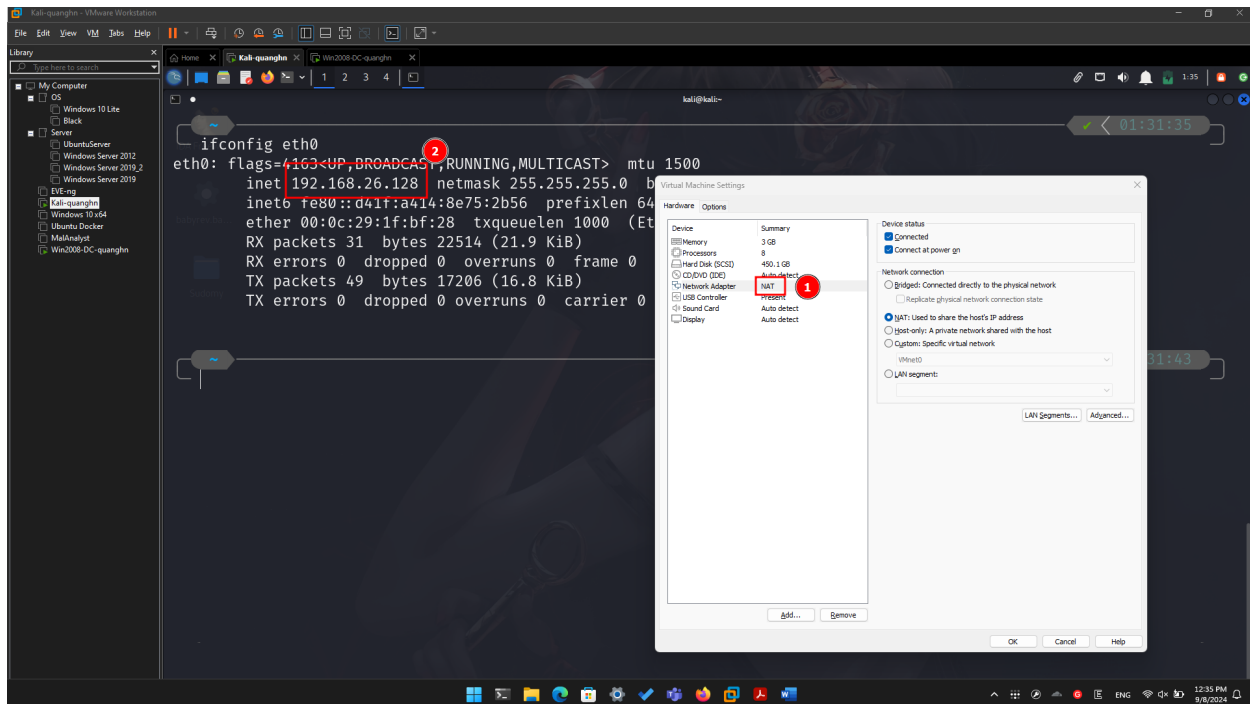 Kali-quanghn - VMware Workstation
File Edit View VM Tabs Help
Library
Type here to search
My Computer
OS
Windows 10 Lite
Black
Server
UbuntuServer
Windows Server 2012
Windows Server 2019_2
Windows Server 2019
EVE-ng
Kali-quanghn
Windows 10 x64
Ubuntu Docker
MalAnalyst
Win2008-DC-quanghn
Home Kali-quanghn Win2008-DC-quanghn
1 2 3 4
1:35
kali@kali:~
~
01:31:35
ifconfig eth0
eth0: flags=4163<UP,BROADCAST,RUNNING,MULTICAST> mtu 1500
inet 192.168.26.128 netmask 255.255.255.0 b
inet6 fe80::d41f:a414:8e75:2b56 prefixlen 64
ether 00:0c:29:1f:bf:28 txqueuelen 1000 (Et
RX packets 31 bytes 22514 (21.9 KiB)
RX errors 0 dropped 0 overruns 0 frame 0
TX packets 49 bytes 17206 (16.8 KiB)
TX errors 0 dropped 0 overruns 0 carrier 0
2
~
31:43
Virtual Machine Settings
Hardware Options
Device Summary
Memory 3 GB
Processors 8
Hard Disk (SCSI) 450.1 GB
CD/DVD (IDE) Auto detect
Network Adapter NAT
1
USB Controller Present
Sound Card Auto detect
Display Auto detect
Add... Remove
Device status
Connected
Connect at power on
Network connection
Bridged: Connected directly to the physical network
Replicate physical network connection state
NAT: Used to share the host's IP address
Host-only: A private network shared with the host
Custom: Specific virtual network
VMnet0
LAN segment:
LAN Segments... Advanced...
OK Cancel Help
ENG
12:35 PM
9/8/2024